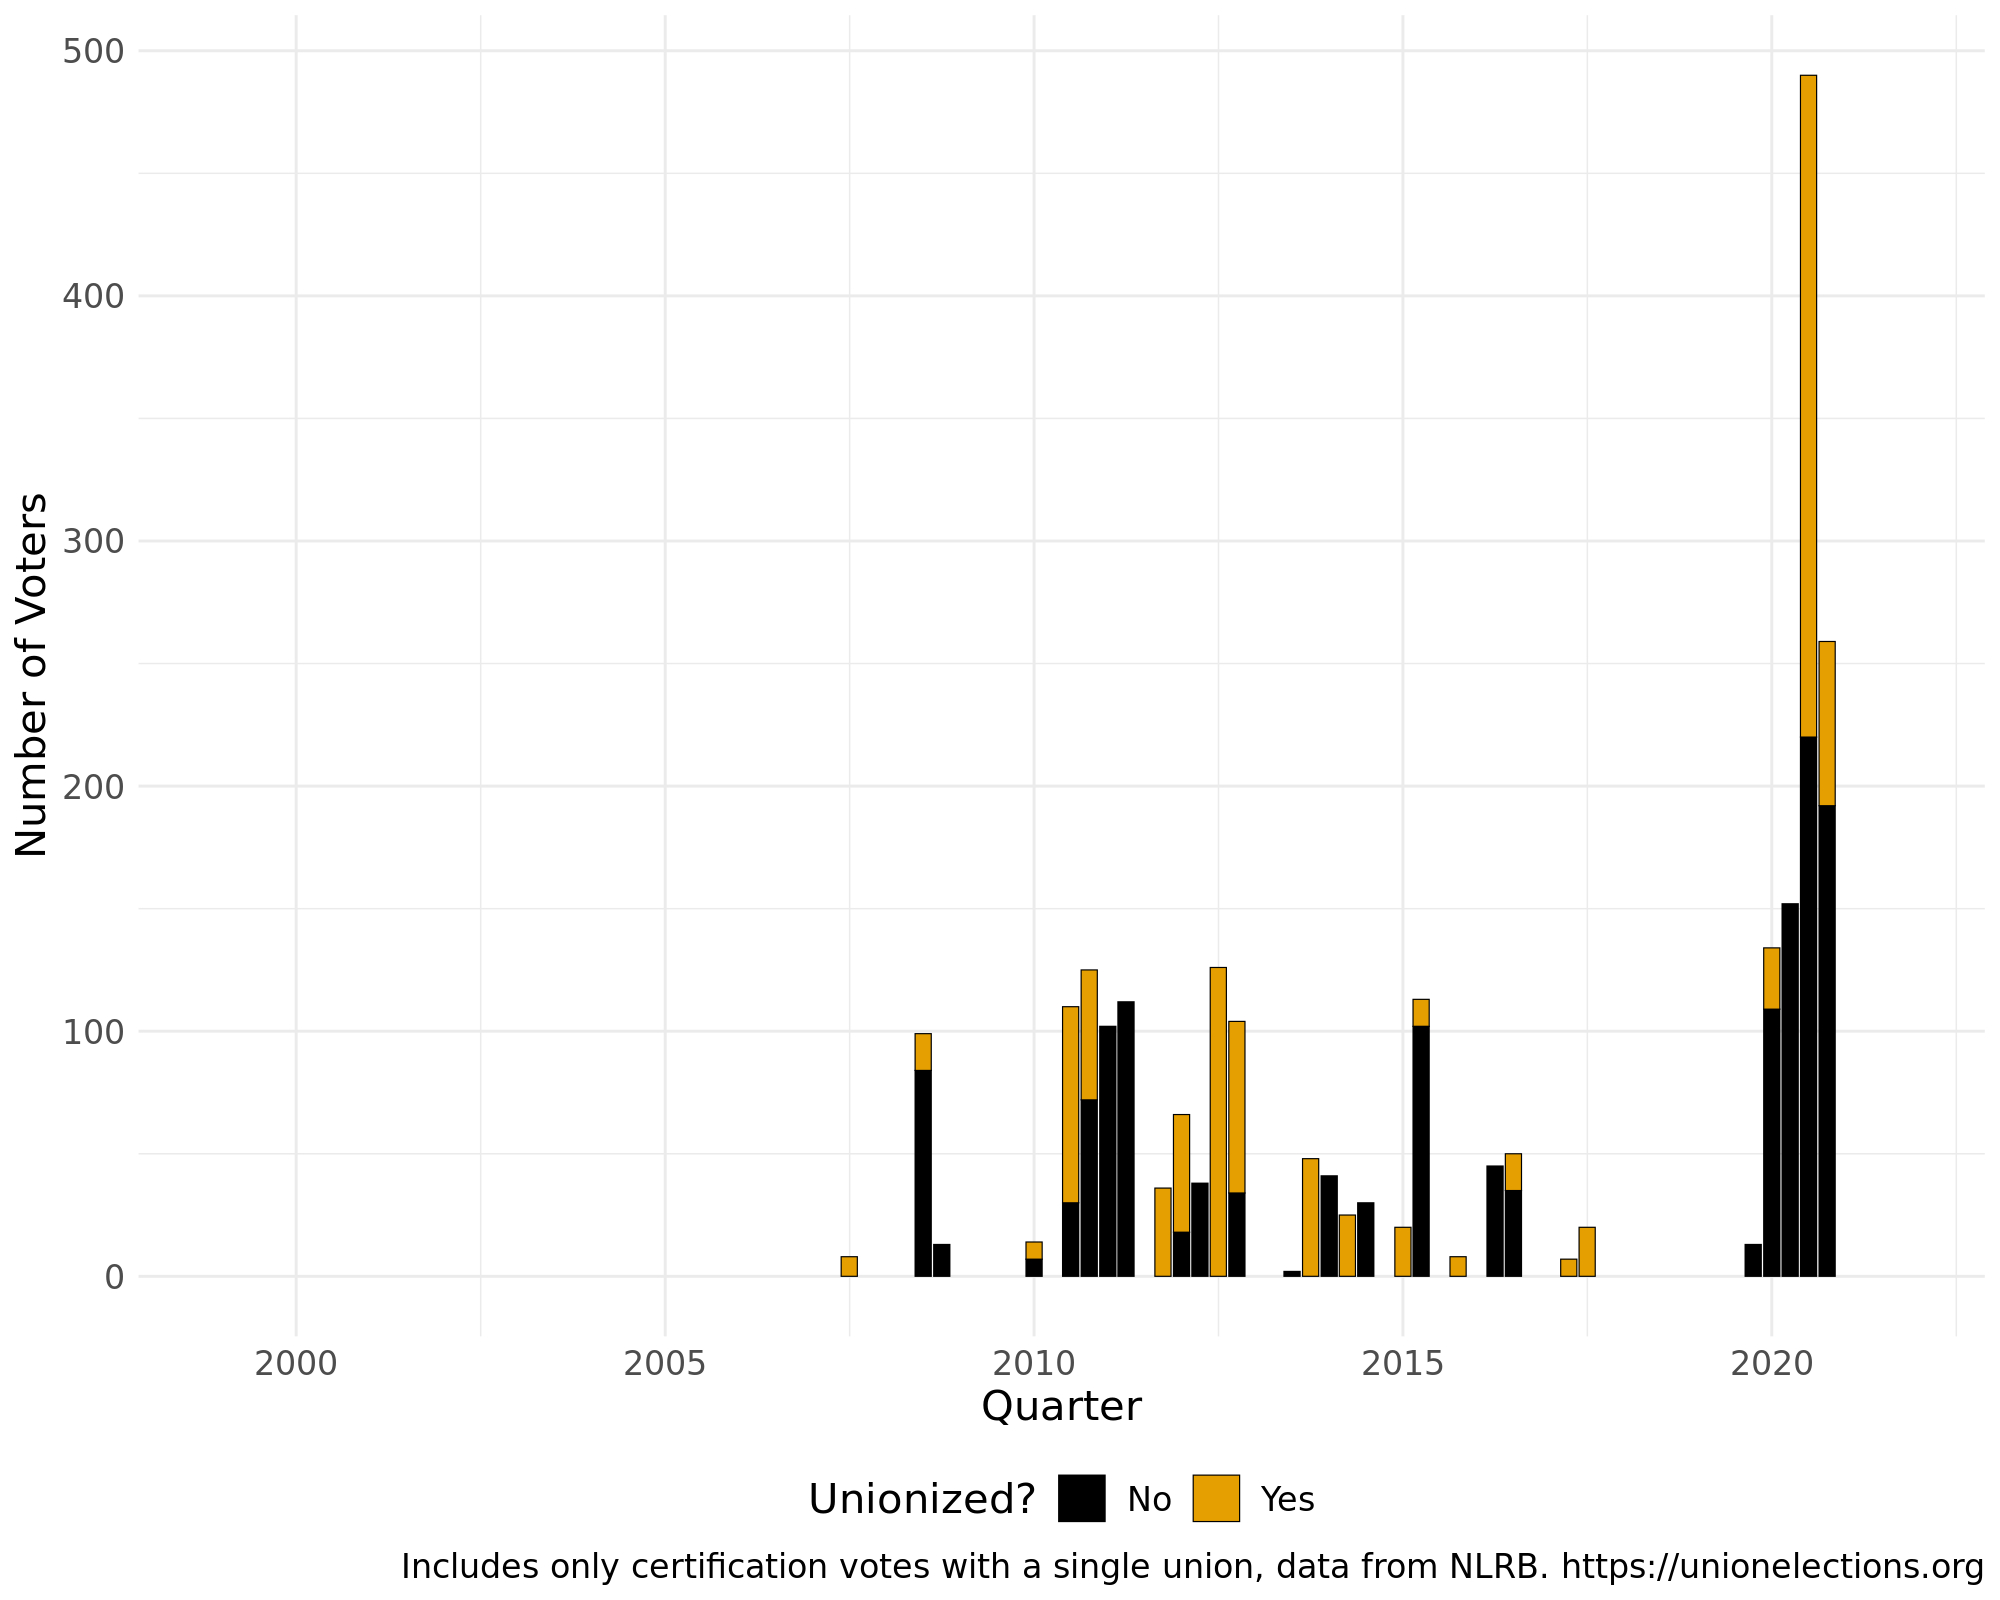 500
400
300
200
100
0
Number of Voters
2000 2005 2010 2015 2020
Quarter
Unionized? No Yes
Includes only certification votes with a single union, data from NLRB. https://unionelections.org